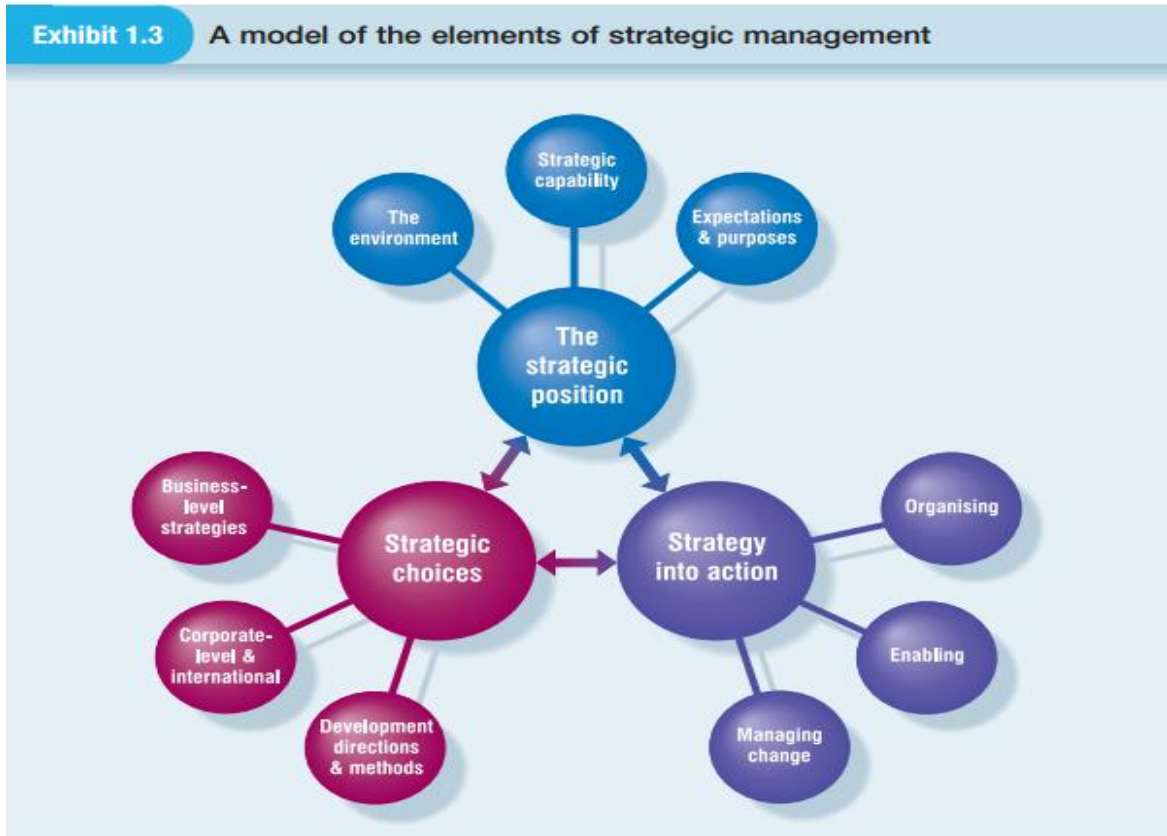 Exhibit 1.3
A model of the elements of strategic management
Strategic
capability
The
environment
Expectations
& purposes
The
strategic
position
Business-
level
strategies
Strategic
choices
Corporate-
level &
international
Development
directions
& methods
Strategy
into action
Organising
Enabling
Managing
change